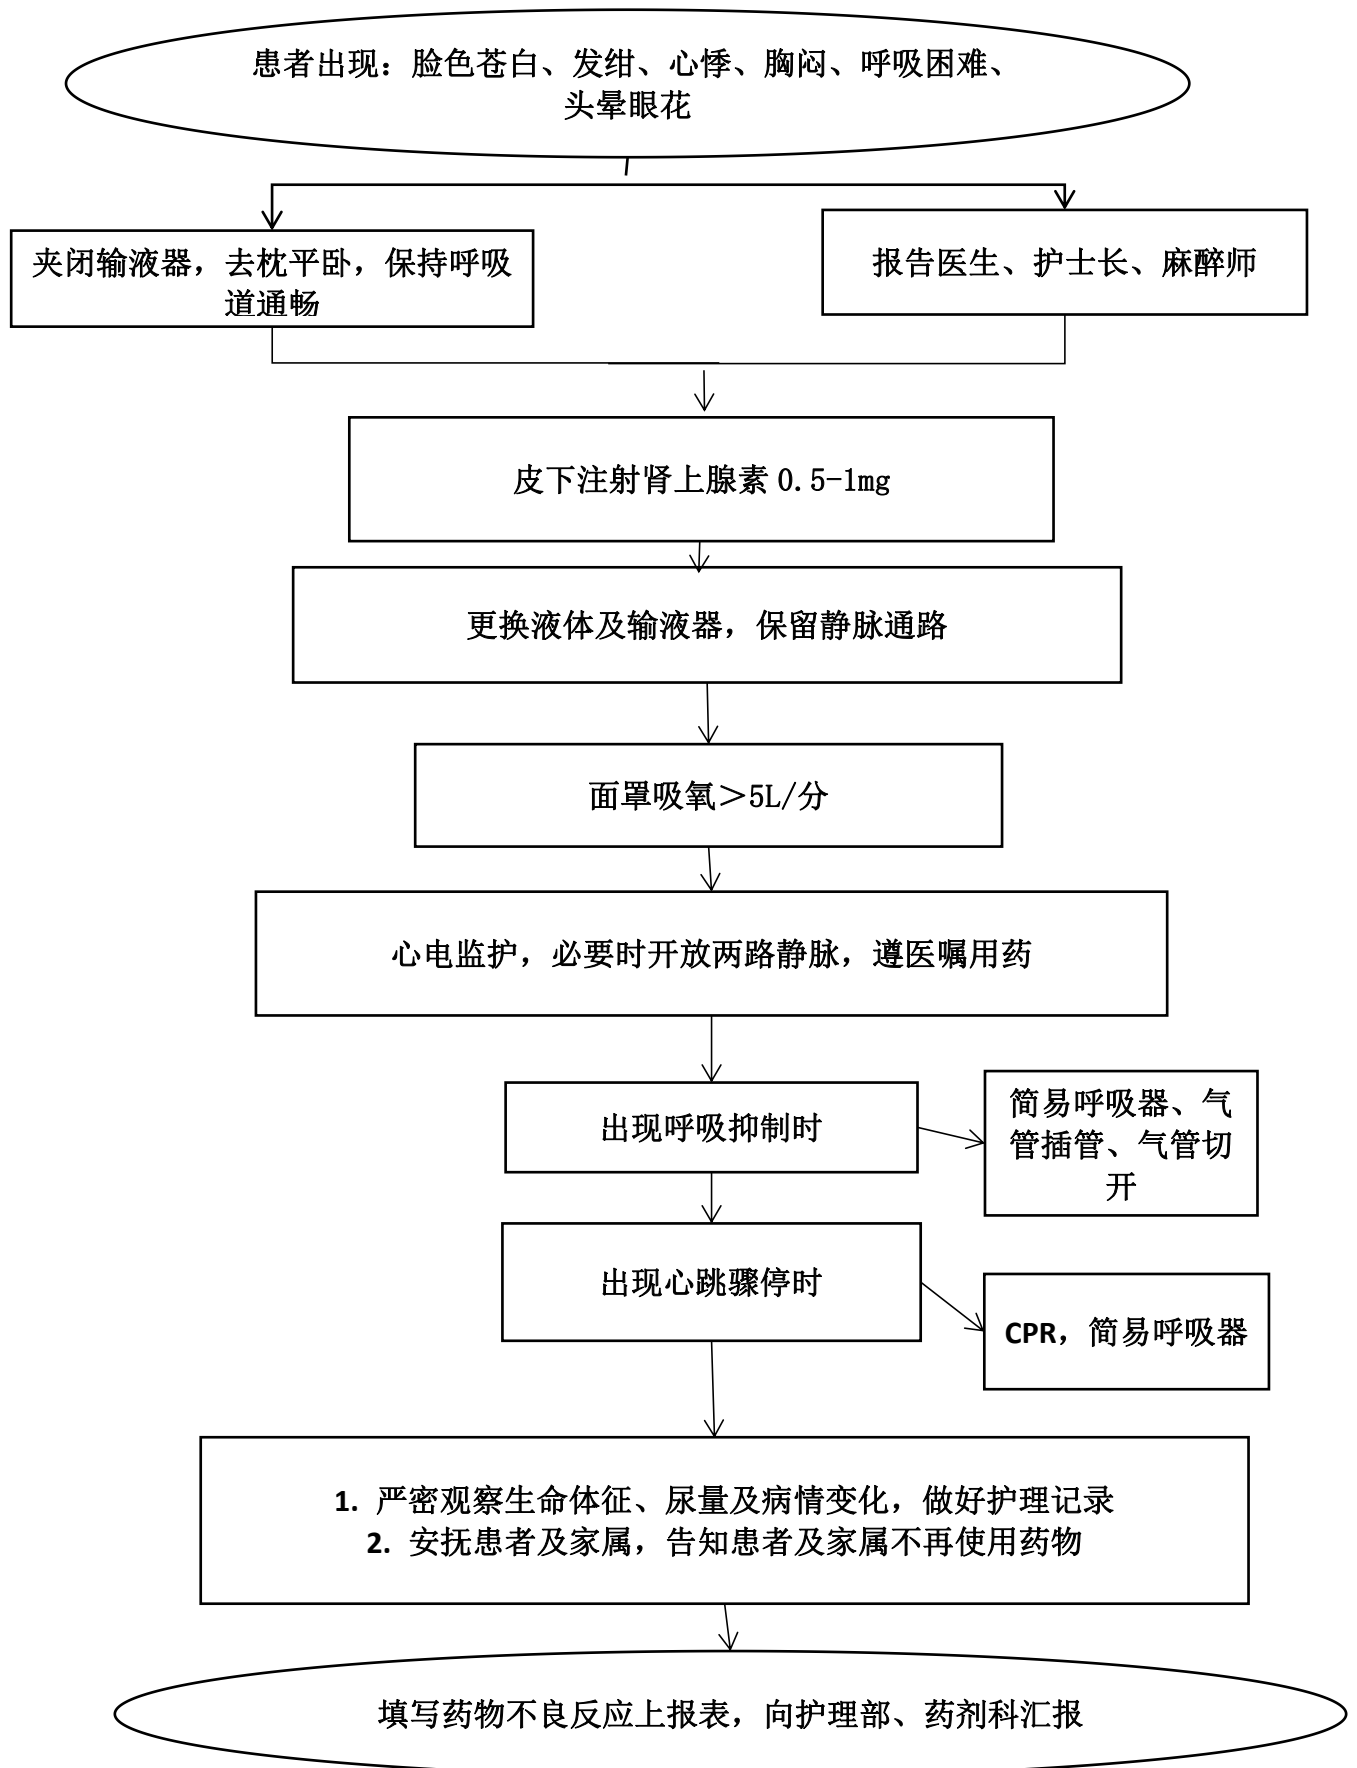 患者出现：脸色苍白、发绀、心悸、胸闷、呼吸困难、
头晕眼花
夹闭输液器，去枕平卧，保持呼吸
道通畅
报告医生、护士长、麻醉师
皮下注射肾上腺素 0.5-1mg
更换液体及输液器，保留静脉通路
面罩吸氧＞5L/分
心电监护，必要时开放两路静脉，遵医嘱用药
出现呼吸抑制时
简易呼吸器、气
管插管、气管切
开
出现心跳骤停时
CPR，简易呼吸器
1. 严密观察生命体征、尿量及病情变化，做好护理记录
2. 安抚患者及家属，告知患者及家属不再使用药物
填写药物不良反应上报表，向护理部、药剂科汇报